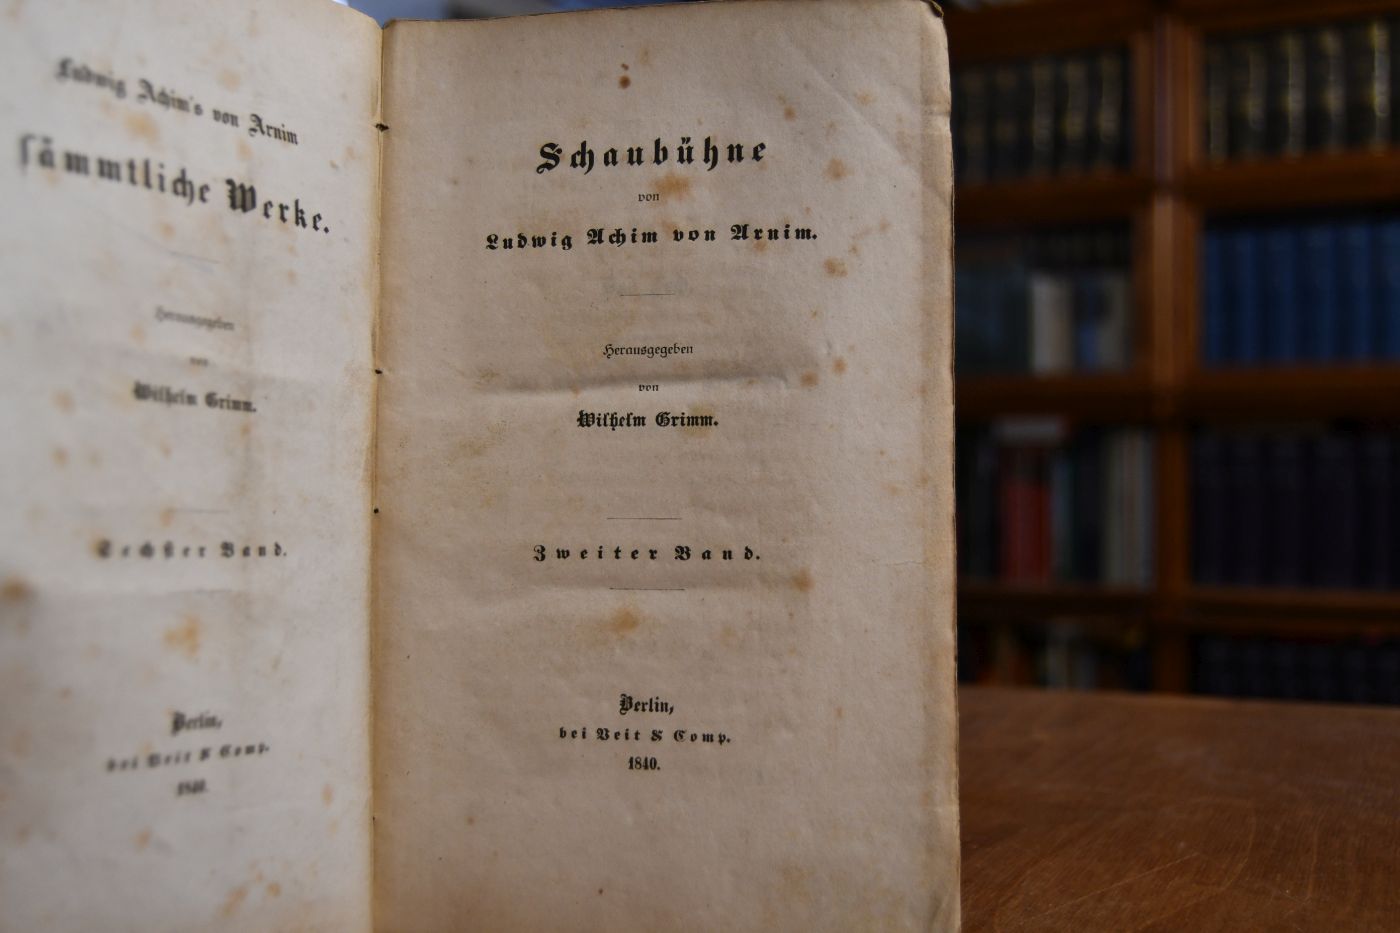 Ludwig Achim's von Arnim
sämmtliche Werke.
Herausgegeben
von
Wilhelm Grimm.
Sechster Band.
Berlin,
bei Veit & Comp.
1840.
Schaubühne
von
Ludwig Achim von Arnim.
Herausgegeben
von
Wilhelm Grimm.
Zweiter Band.
Berlin,
bei Veit & Comp.
1840.